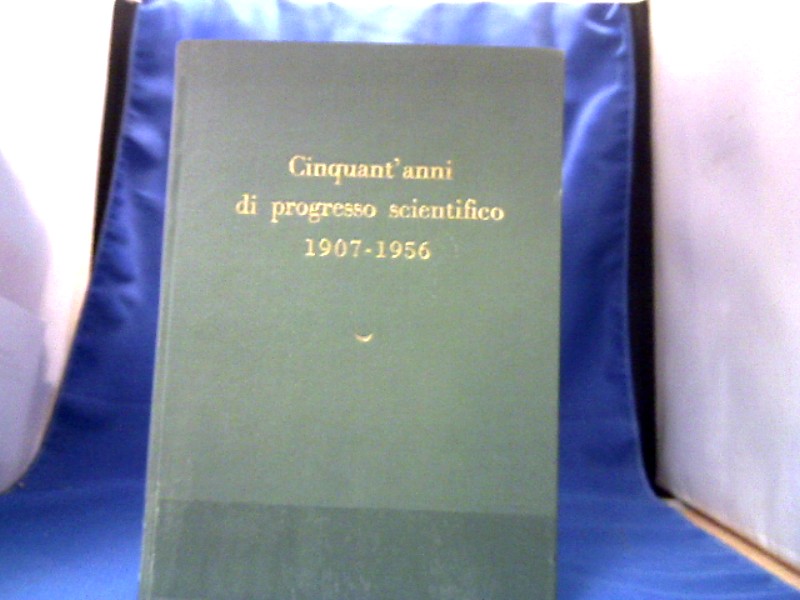 Cinquant'anni
di progresso scientifico
1907-1956